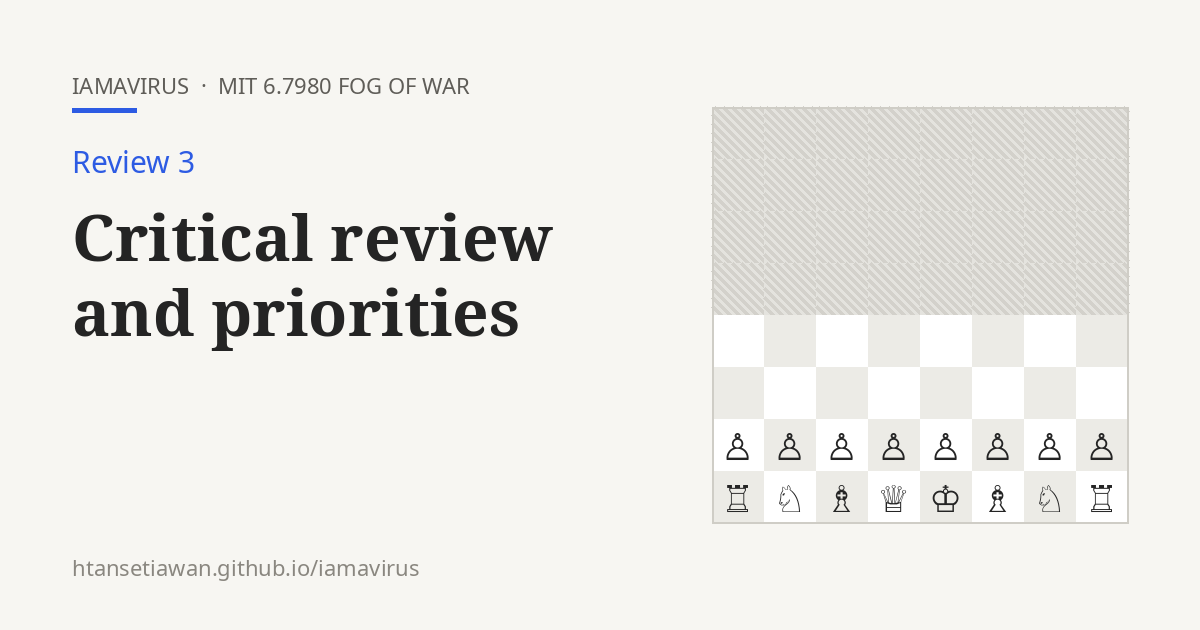 IAMAVIRUS · MIT 6.7980 FOG OF WAR
Review 3
Critical review
and priorities
htansetiawan.github.io/iamavirus